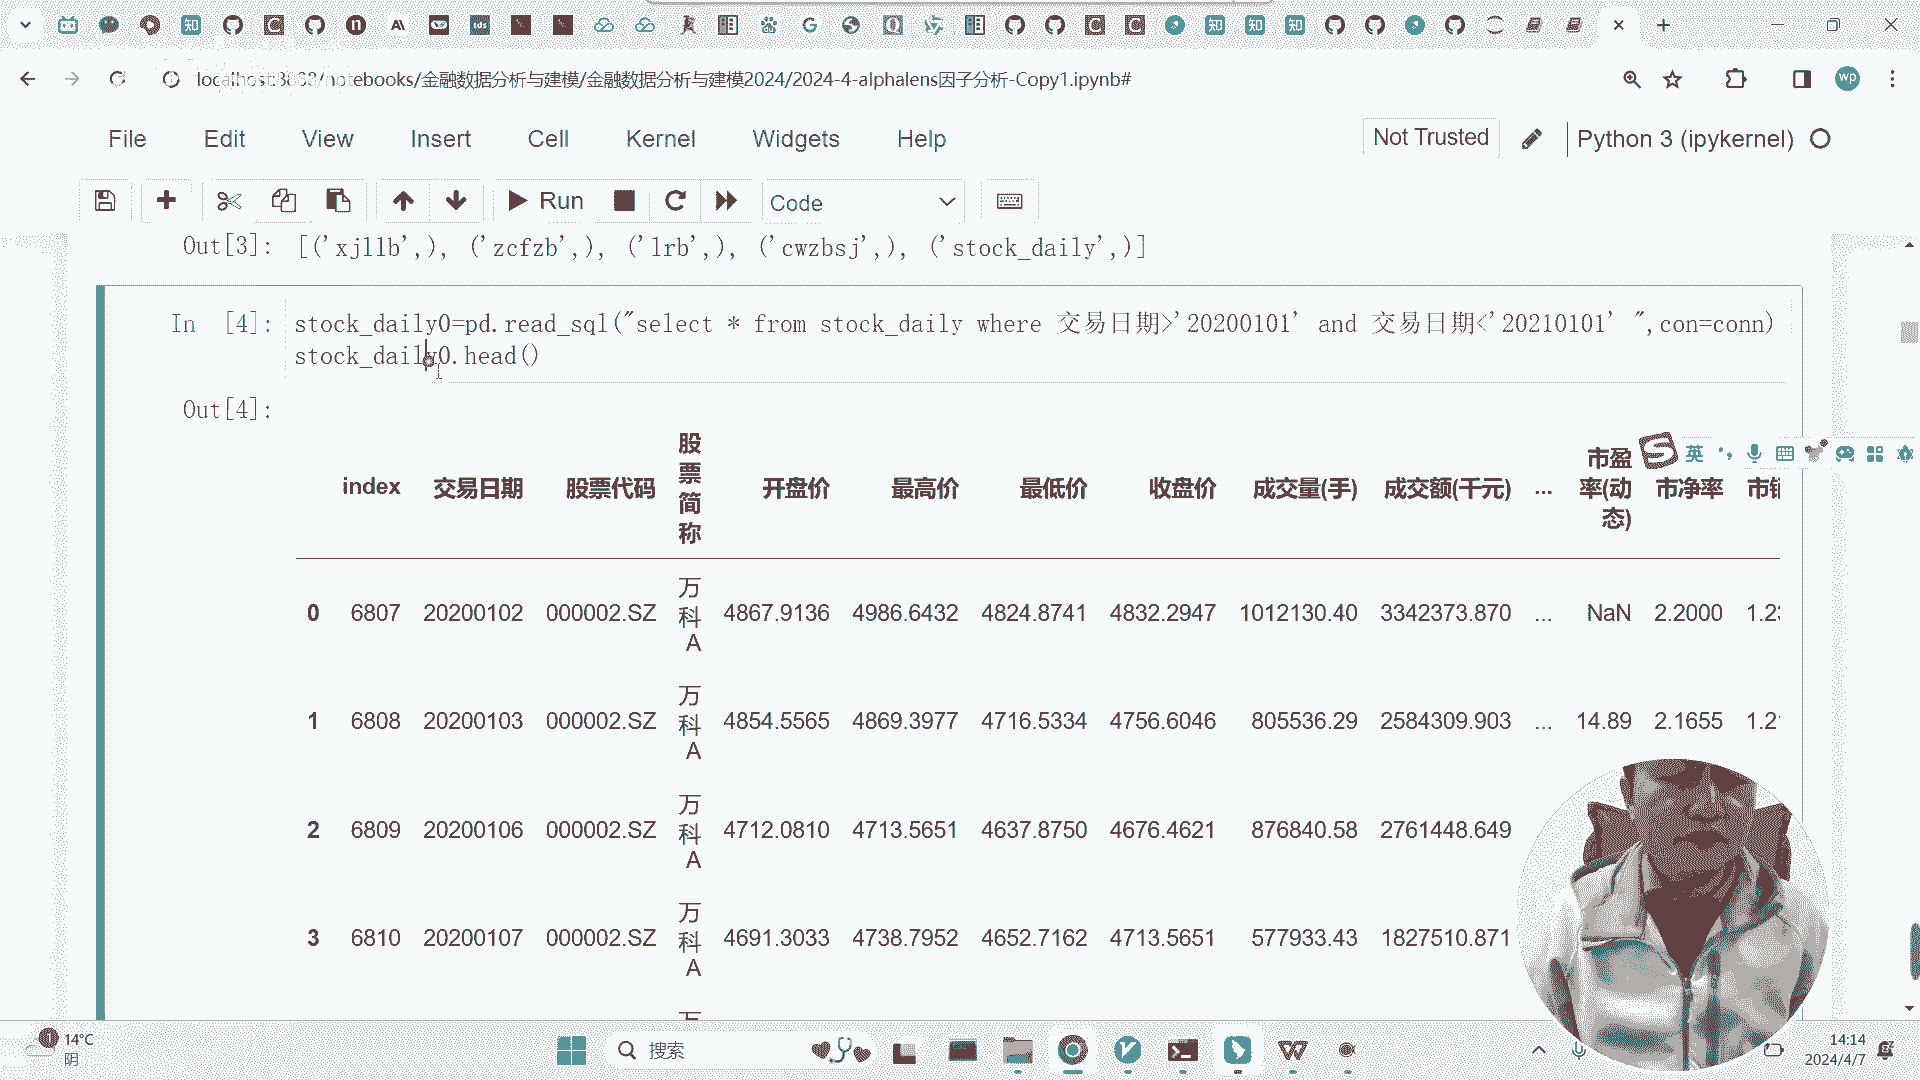 localhost:8888/notebooks/金融数据分析与建模/金融数据分析与建模2024/2024-4-alphalens因子分析-Copy1.ipynb#
File Edit View Insert Cell Kernel Widgets Help
Not Trusted
Python 3 (ipykernel)
Run
Code
Out[3]: [('xjllb',), ('zcfzb',), ('lrb',), ('cwzbsj',), ('stock_daily',)]
In [4]: stock_daily0=pd.read_sql("select * from stock_daily where 交易日期>'20200101' and 交易日期<'20210101' ",con=conn)
stock_daily0.head()
Out[4]:
index 交易日期 股票代码 股票简称 开盘价 最高价 最低价 收盘价 成交量(手) 成交额(千元) ... 市盈率(动态) 市净率 市
0 6807 20200102 000002.SZ 万科A 4867.9136 4986.6432 4824.8741 4832.2947 1012130.40 3342373.870 ... NaN 2.2000 1.2
1 6808 20200103 000002.SZ 万科A 4854.5565 4869.3977 4716.5334 4756.6046 805536.29 2584309.903 ... 14.89 2.1655 1.2
2 6809 20200106 000002.SZ 万科A 4712.0810 4713.5651 4637.8750 4676.4621 876840.58 2761448.649
3 6810 20200107 000002.SZ 万科A 4691.3033 4738.7952 4652.7162 4713.5651 577933.43 1827510.871
英
14°C
阴
搜索
14:14
2024/4/7